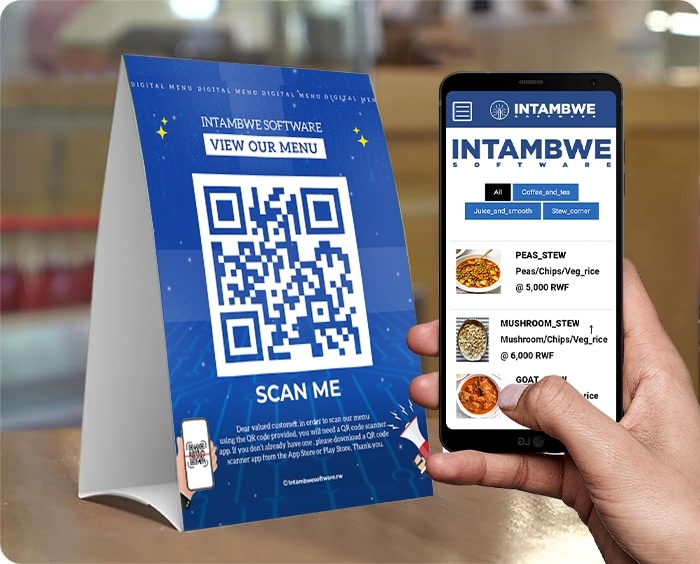 DIGITAL MENU DIGITAL MENU DIGITAL MENU DIGITAL MEN
INTAMBWE SOFTWARE
VIEW OUR MENU
SCAN ME
Dear valued customer, in order to scan our menu
using the QR code provided, you will need a QR code scanner
app. If you don't already have one , please download a QR code
scanner app from the App Store or Play Store. Thank you.
©Intambwesoftware.rw
INTAMBWE
SOFTWARE
INTAMBWE
SOFTWARE
All
Coffee_and_tea
Juice_and_smooth
Stew_corner
PEAS_STEW
Peas/Chips/Veg_rice
@ 5,000 RWF
MUSHROOM_STEW
Mushroom/Chips/Veg_rice
@ 6,000 RWF
GOAT_STEW
rice